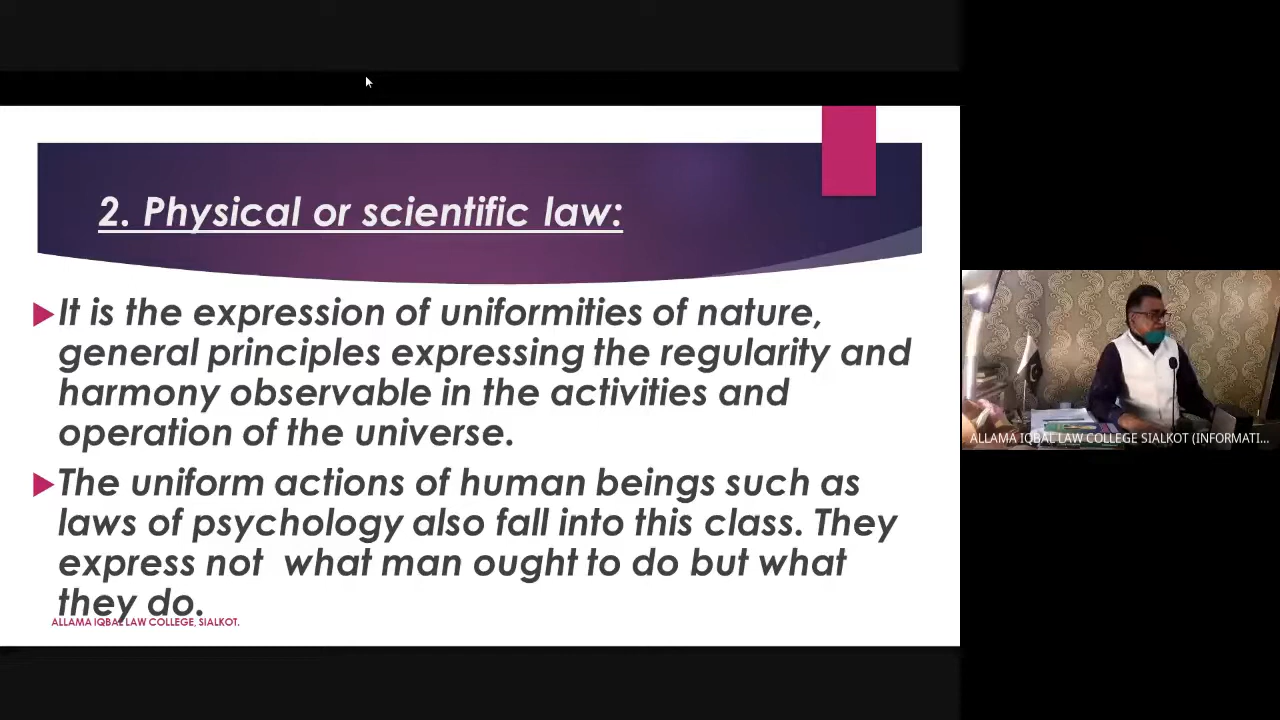 2. Physical or scientific law:
It is the expression of uniformities of nature,
general principles expressing the regularity and
harmony observable in the activities and
operation of the universe.
The uniform actions of human beings such as
laws of psychology also fall into this class. They
express not  what man ought to do but what
they do.
ALLAMA IQBAL LAW COLLEGE, SIALKOT.
ALLAMA IQBAL LAW COLLEGE SIALKOT (INFORMATI...